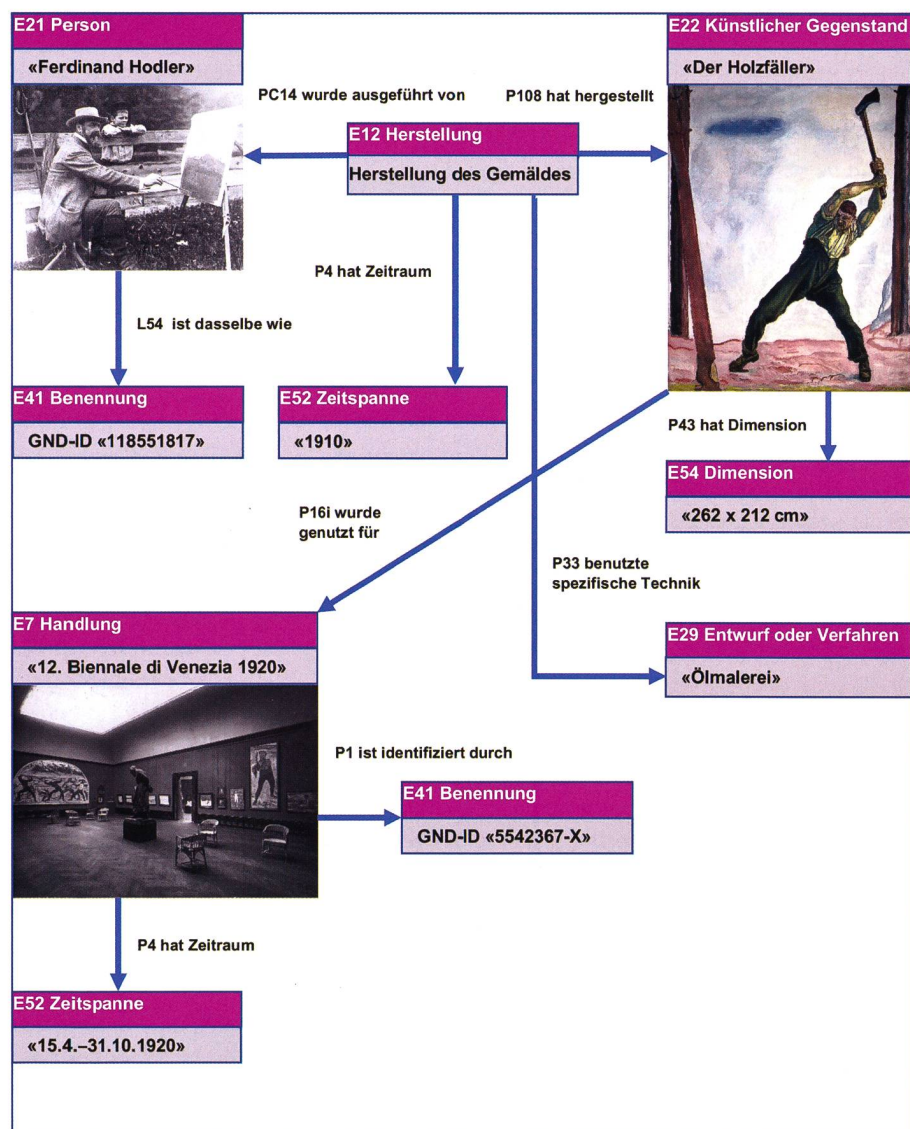 E21 Person
«Ferdinand Hodler»
E22 Künstlicher Gegenstand
«Der Holzfäller»
PC14 wurde ausgeführt von
P108 hat hergestellt
E12 Herstellung
Herstellung des Gemäldes
P4 hat Zeitraum
L54 ist dasselbe wie
E41 Benennung
GND-ID «118551817»
E52 Zeitspanne
«1910»
P43 hat Dimension
E54 Dimension
«262 x 212 cm»
P16i wurde
genutzt für
P33 benutzte
spezifische Technik
E7 Handlung
«12. Biennale di Venezia 1920»
E29 Entwurf oder Verfahren
«Ölmalerei»
P1 ist identifiziert durch
E41 Benennung
GND-ID «5542367-X»
P4 hat Zeitraum
E52 Zeitspanne
«15.4.–31.10.1920»